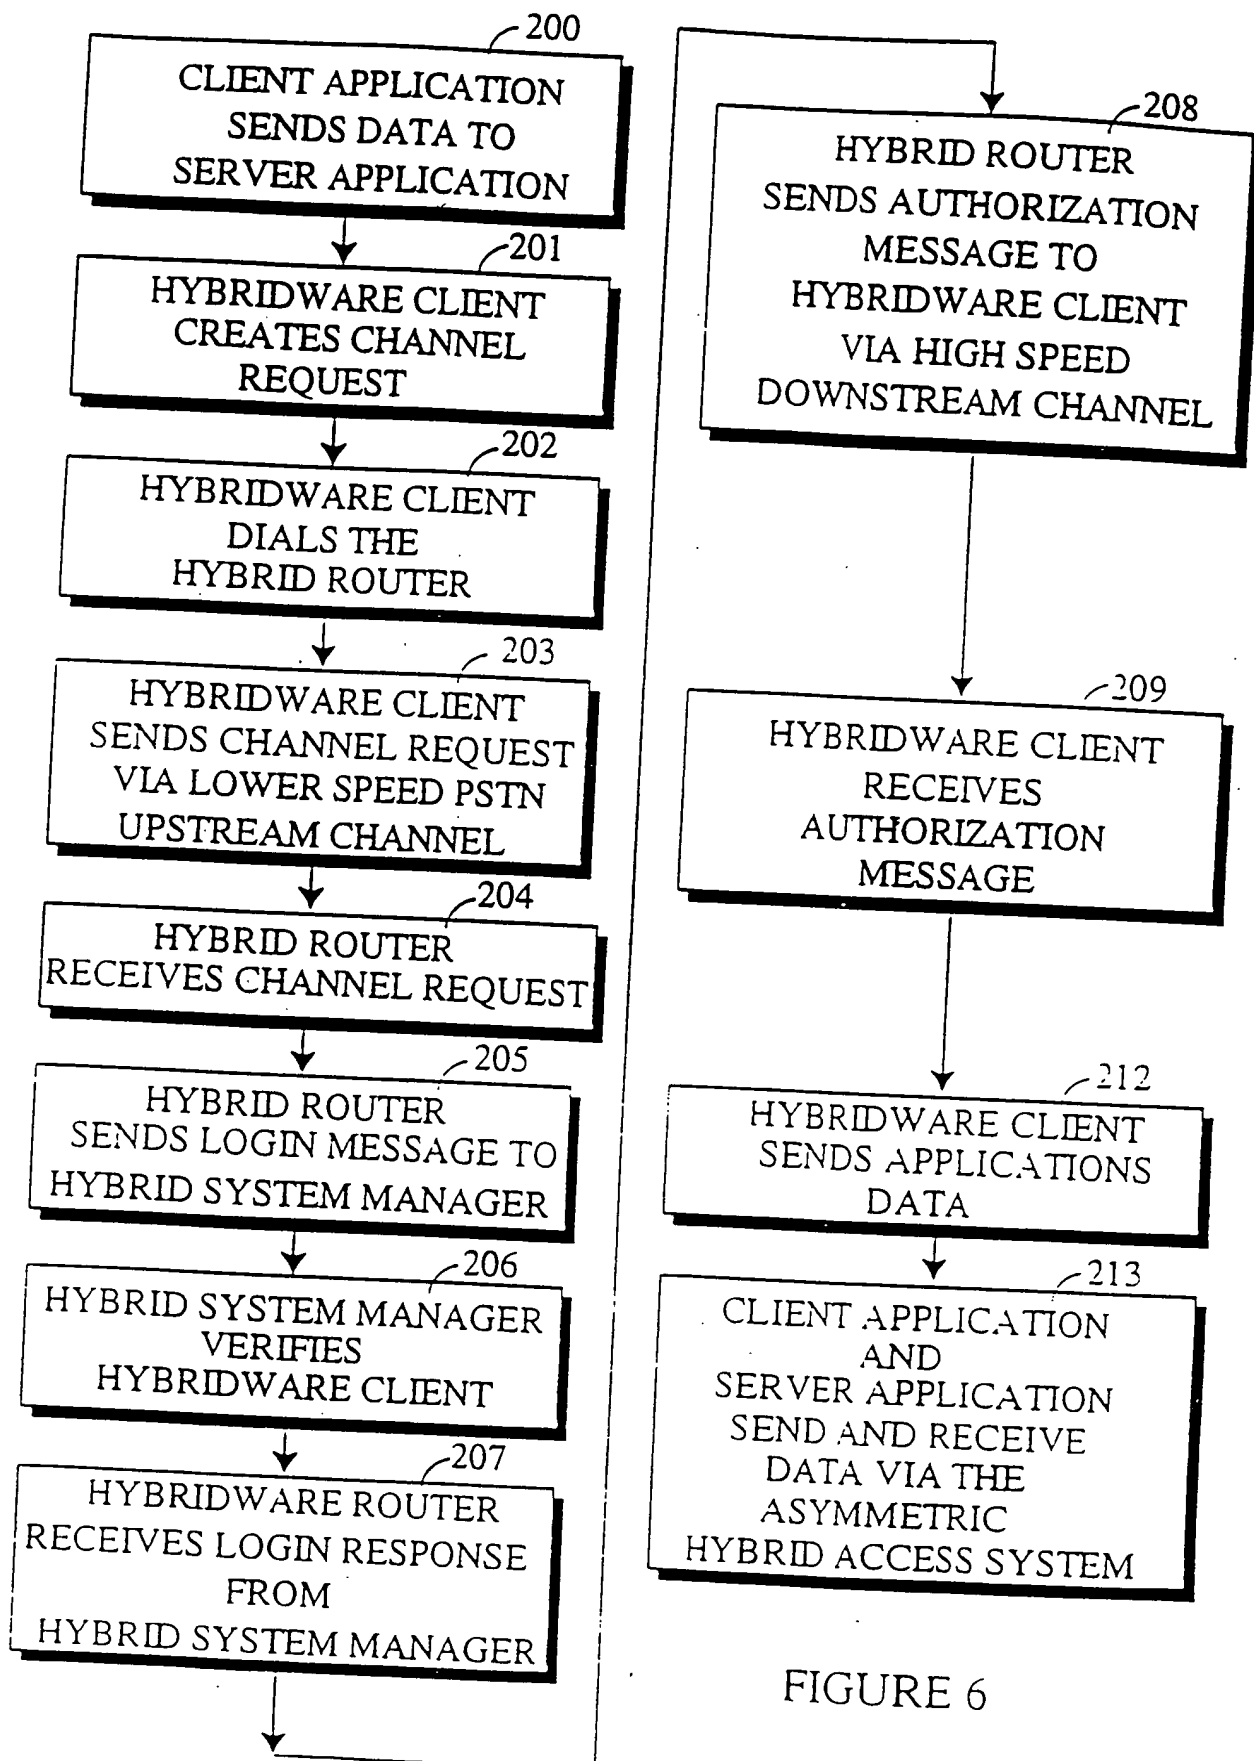 200
CLIENT APPLICATION
SENDS DATA TO
SERVER APPLICATION
201
HYBRIDWARE CLIENT
CREATES CHANNEL
REQUEST
202
HYBRIDWARE CLIENT
DIALS THE
HYBRID ROUTER
203
HYBRIDWARE CLIENT
SENDS CHANNEL REQUEST
VIA LOWER SPEED PSTN
UPSTREAM CHANNEL
204
HYBRID ROUTER
RECEIVES CHANNEL REQUEST
205
HYBRID ROUTER
SENDS LOGIN MESSAGE TO
HYBRID SYSTEM MANAGER
206
HYBRID SYSTEM MANAGER
VERIFIES
HYBRIDWARE CLIENT
207
HYBRIDWARE ROUTER
RECEIVES LOGIN RESPONSE
FROM
HYBRID SYSTEM MANAGER
208
HYBRID ROUTER
SENDS AUTHORIZATION
MESSAGE TO
HYBRIDWARE CLIENT
VIA HIGH SPEED
DOWNSTREAM CHANNEL
209
HYBRIDWARE CLIENT
RECEIVES
AUTHORIZATION
MESSAGE
212
HYBRIDWARE CLIENT
SENDS APPLICATIONS
DATA
213
CLIENT APPLICATION
AND
SERVER APPLICATION
SEND AND RECEIVE
DATA VIA THE
ASYMMETRIC
HYBRID ACCESS SYSTEM
FIGURE 6